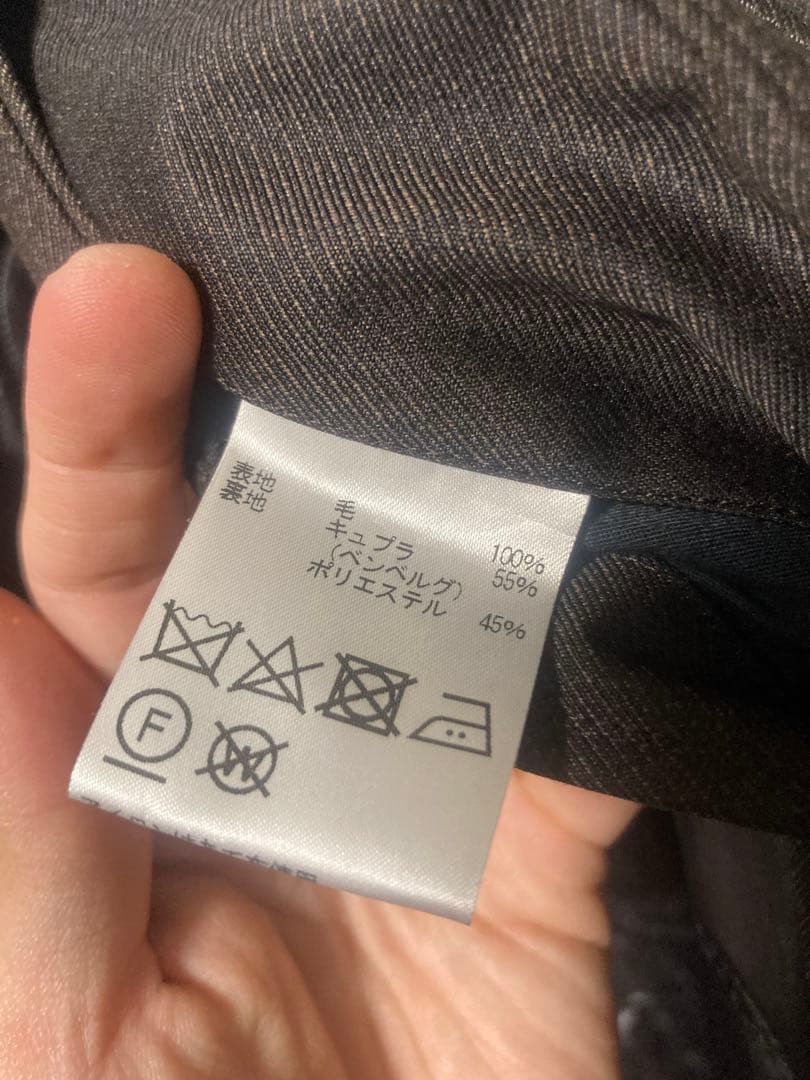 表地 毛 100%
裏地 キュプラ 55%
(ベンベルグ)
ポリエステル 45%
F
W